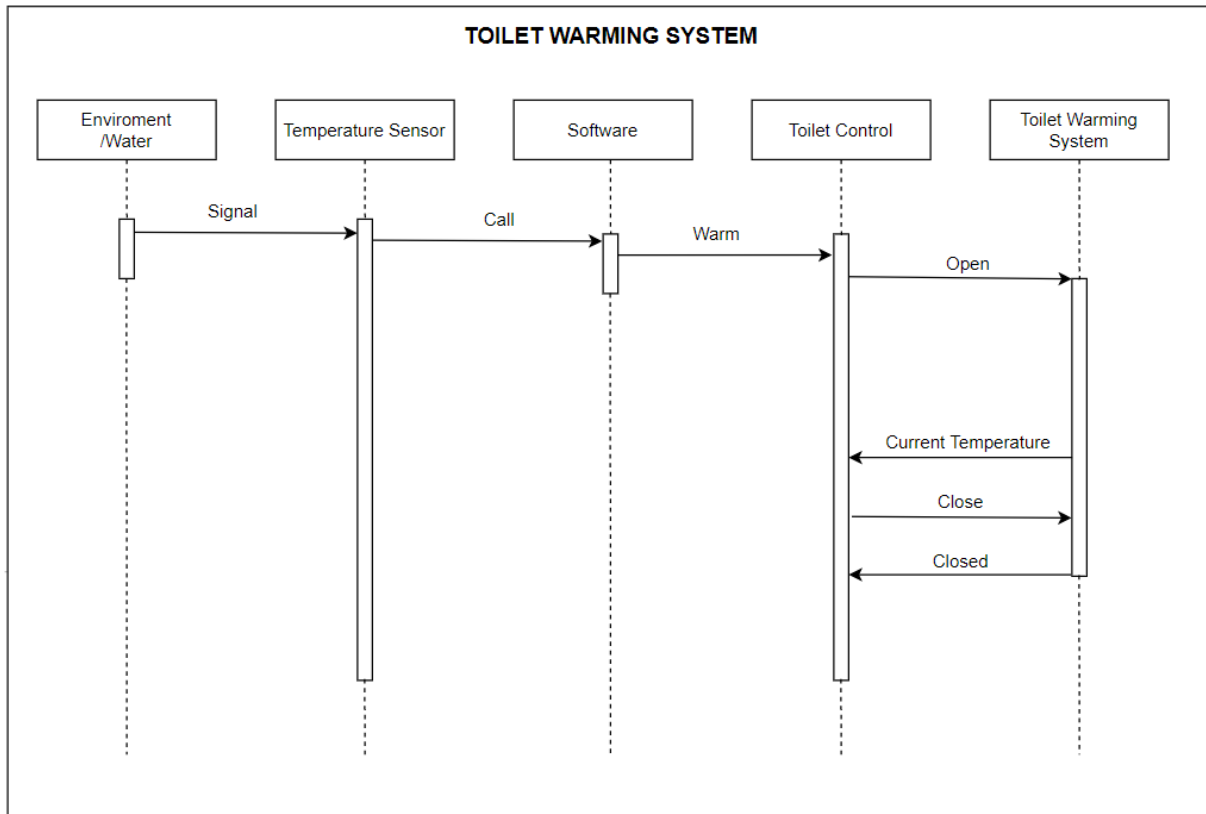 TOILET WARMING SYSTEM
Enviroment
/Water
Temperature Sensor
Software
Toilet Control
Toilet Warming
System
Signal
Call
Warm
Open
Current Temperature
Close
Closed